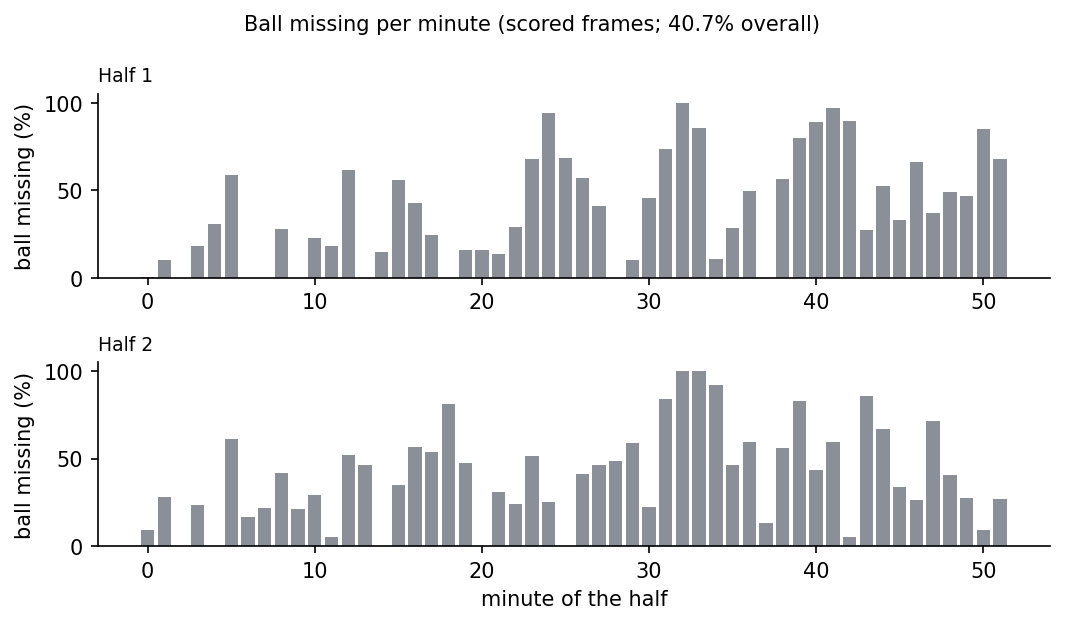 Ball missing per minute (scored frames; 40.7% overall)
Half 1
ball missing (%)
100
50
0
0 10 20 30 40 50
Half 2
ball missing (%)
100
50
0
0 10 20 30 40 50
minute of the half